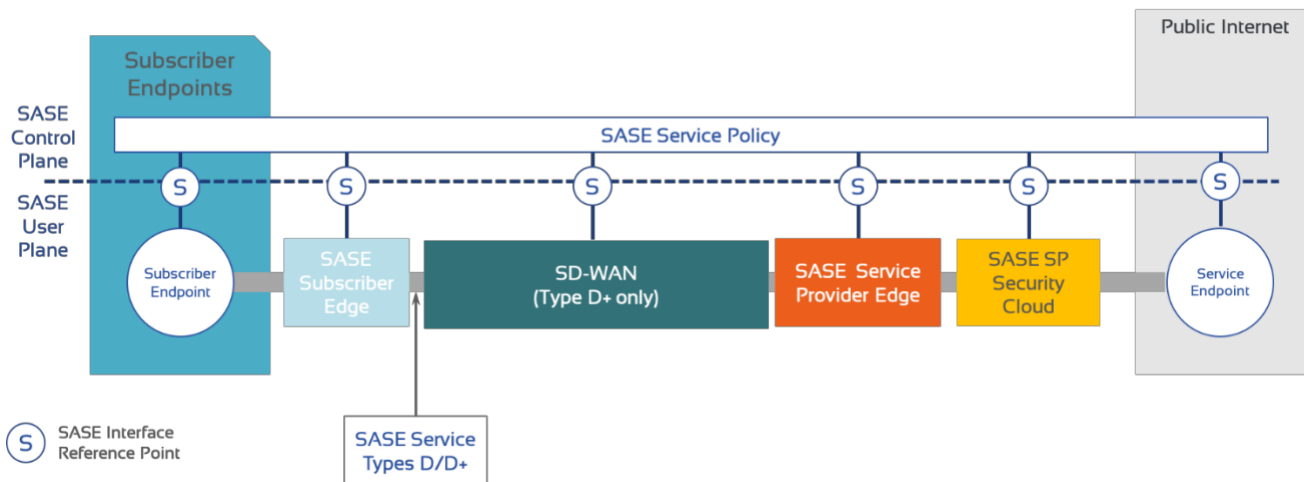 Public Internet
Subscriber
Endpoints
SASE
Control
Plane
SASE Service Policy
S
S
S
S
S
S
SASE
User
Plane
Subscriber
Endpoint
SASE
Subscriber
Edge
SD-WAN
(Type D+ only)
SASE Service
Provider Edge
SASE SP
Security
Cloud
Service
Endpoint
S
SASE Interface
Reference Point
SASE Service
Types D/D+